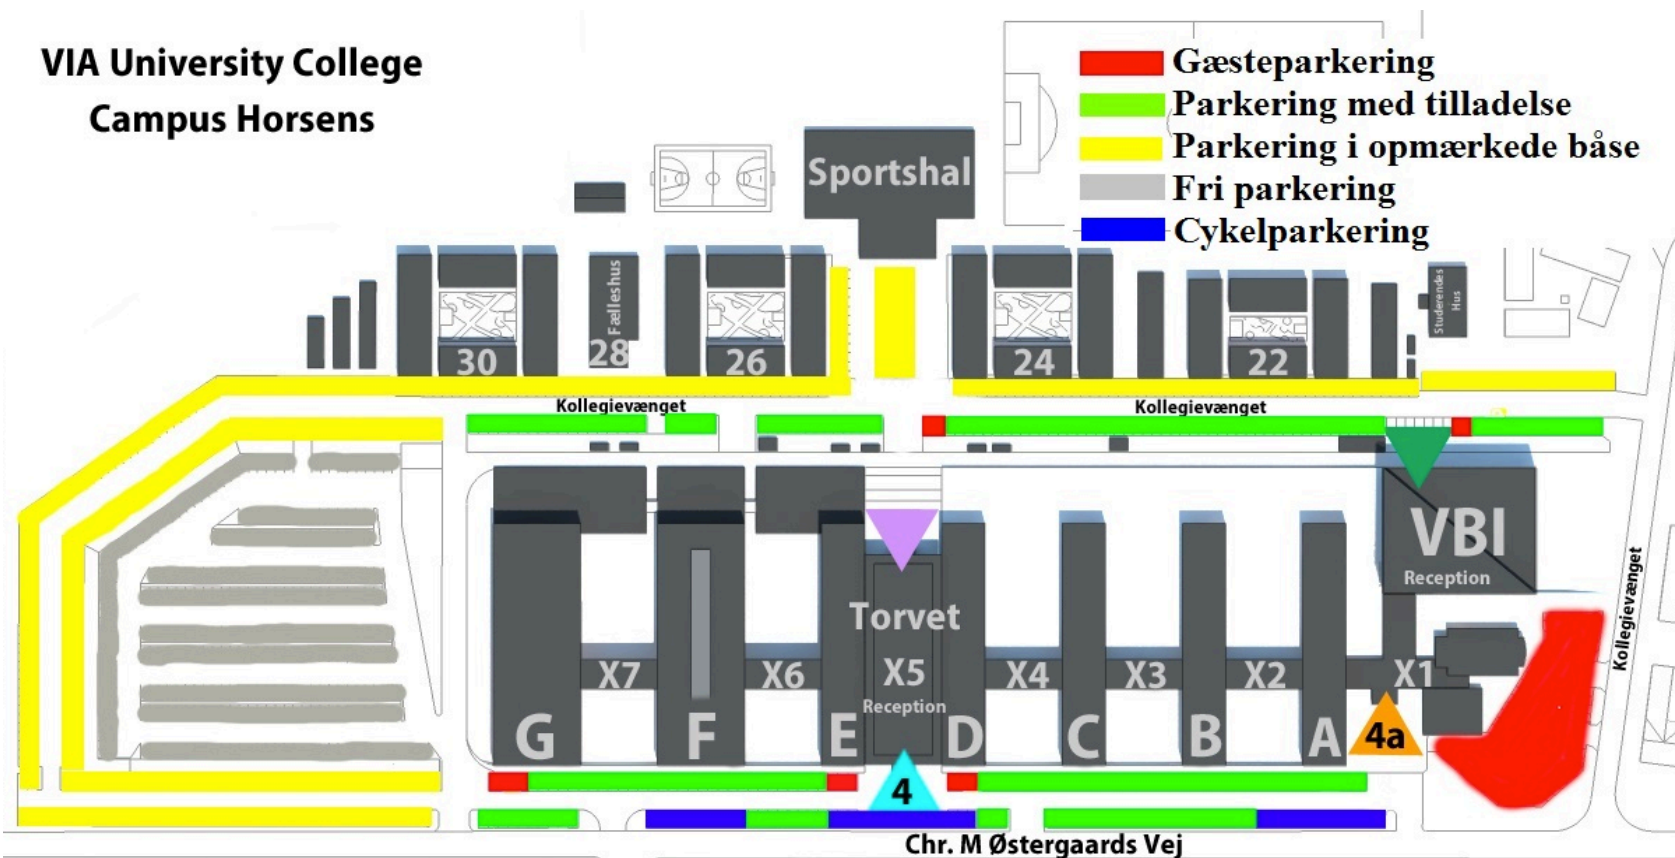 VIA University College
Campus Horsens
Gæsteparkering
Parkering med tilladelse
Parkering i opmærkede båse
Fri parkering
Cykelparkering
Sportshal
Fælleshus
Studerendes
Hus
30
28
26
24
22
Kollegievænget
Kollegievænget
VBI
Reception
Kollegievænget
Torvet
X7
X6
X5
X4
X3
X2
X1
Reception
G
F
E
D
C
B
A
4a
4
Chr. M Østergaards Vej